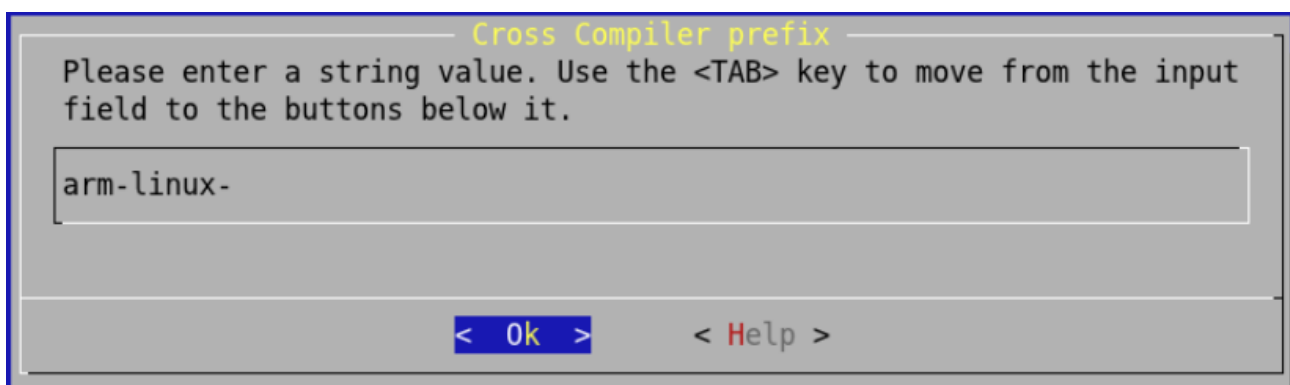 Cross Compiler prefix
Please enter a string value. Use the <TAB> key to move from the input
field to the buttons below it.
arm-linux-
< Ok > < Help >